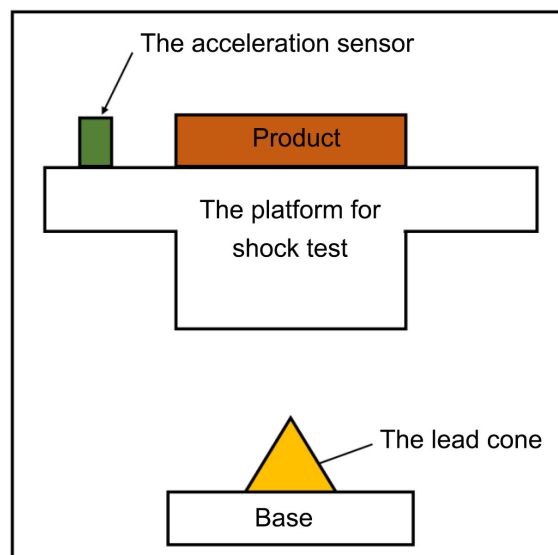 The acceleration sensor
Product
The platform for
shock test
The lead cone
Base